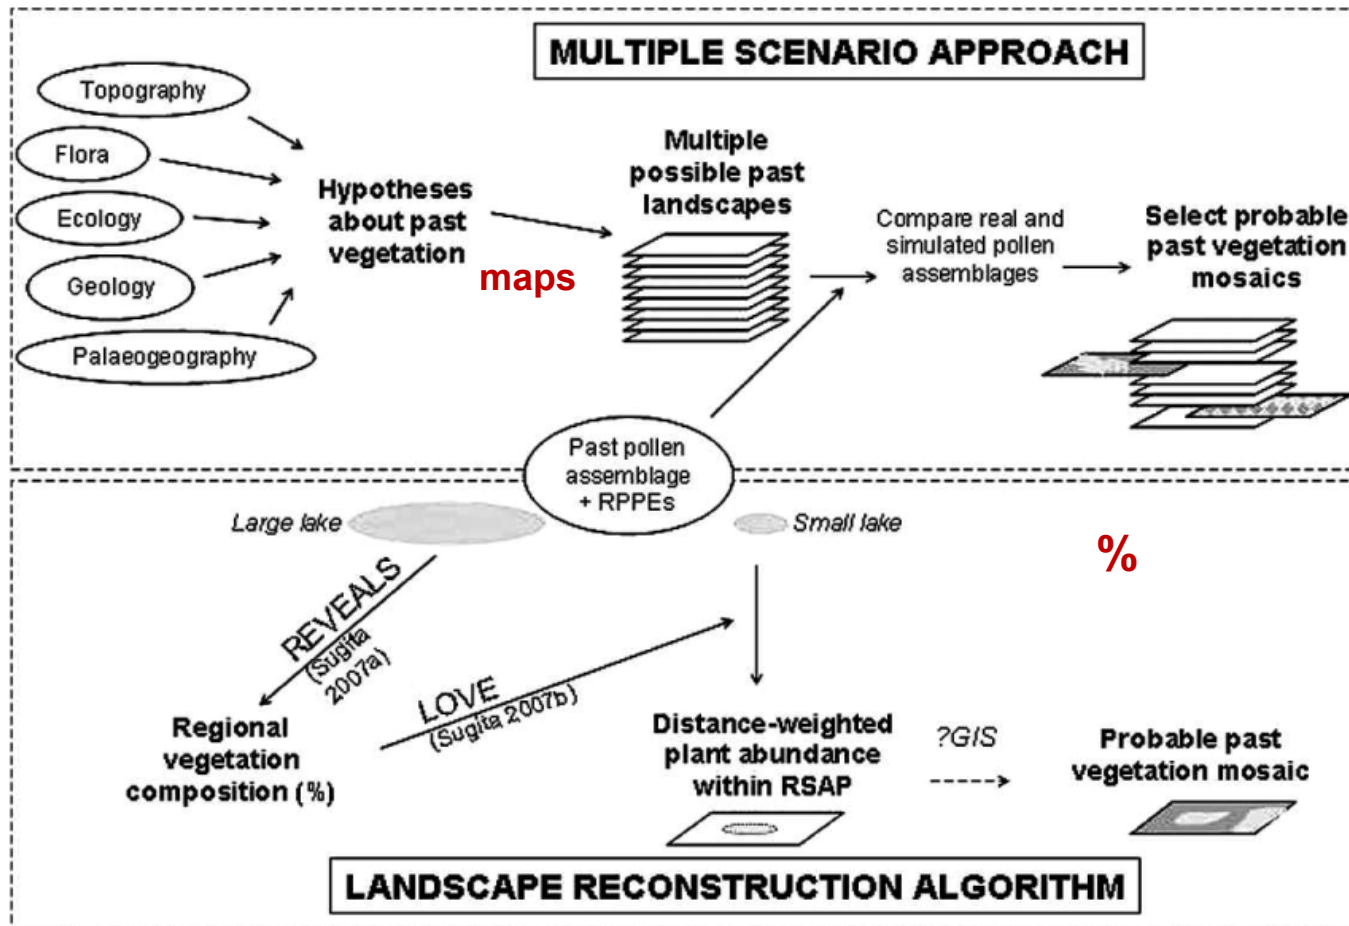 MULTIPLE SCENARIO APPROACH
Topography
Flora
Ecology
Geology
Palaeogeography
Hypotheses
about past
vegetation
maps
Multiple
possible past
landscapes
Compare real and
simulated pollen
assemblages
Select probable
past vegetation
mosaics
Past pollen
assemblage
+ RPPEs
Large lake
Small lake
%
REVEALS
(Sugita
2007a)
LOVE
(Sugita 2007b)
Regional
vegetation
composition (%)
Distance-weighted
plant abundance
within RSAP
?GIS
Probable past
vegetation mosaic
LANDSCAPE RECONSTRUCTION ALGORITHM